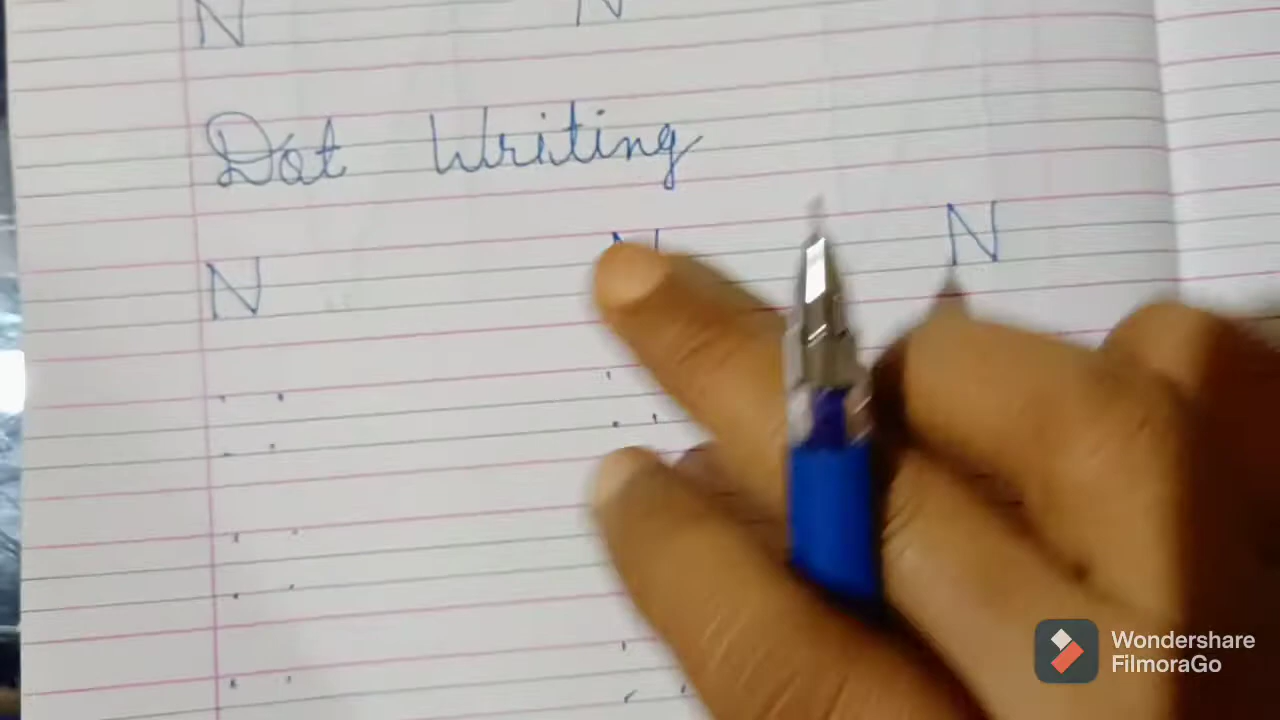 N N
Dot Writing
N N N
Wondershare
FilmoraGo